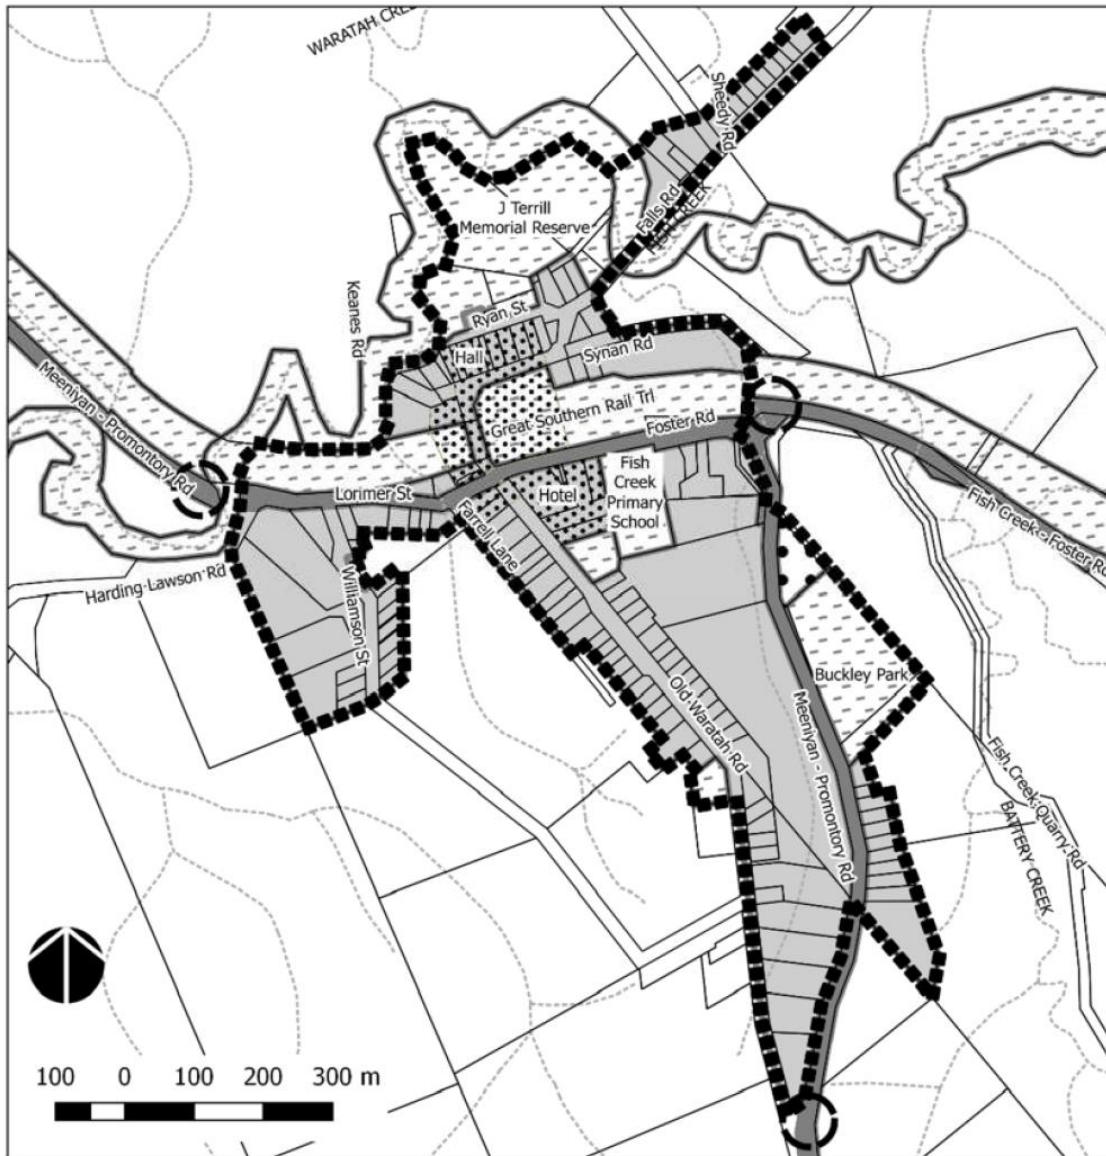 WARATAH CREE
Sheedy Rd
J Terrill
Memorial Reserve
Falls Rd
FISH CREEK
Keanes Rd
Ryan St
Hall
Synan Rd
Meeniyan - Promontory Rd
Great Southern Rail Trl
Foster Rd
Lorimer St
Hotel
Fish
Creek
Primary
School
Farrell Lane
Fish Creek - Foster Rd
Harding-Lawson Rd
Williamson St
Old Waratah Rd
Buckley Park
Meeniyan - Promontory Rd
Fish Creek Quarry Rd
BATTERY CREEK
100 0 100 200 300 m